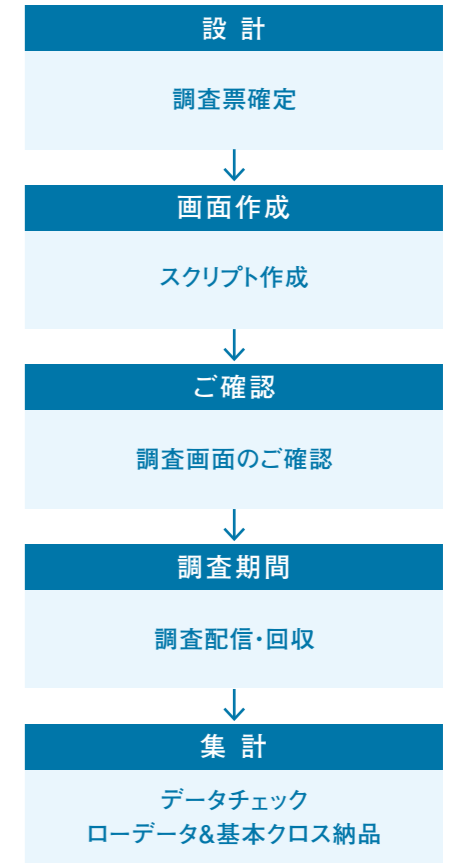 設 計
調査票確定
画面作成
スクリプト作成
ご確認
調査画面のご確認
調査期間
調査配信・回収
集 計
データチェック
ローデータ&基本クロス納品